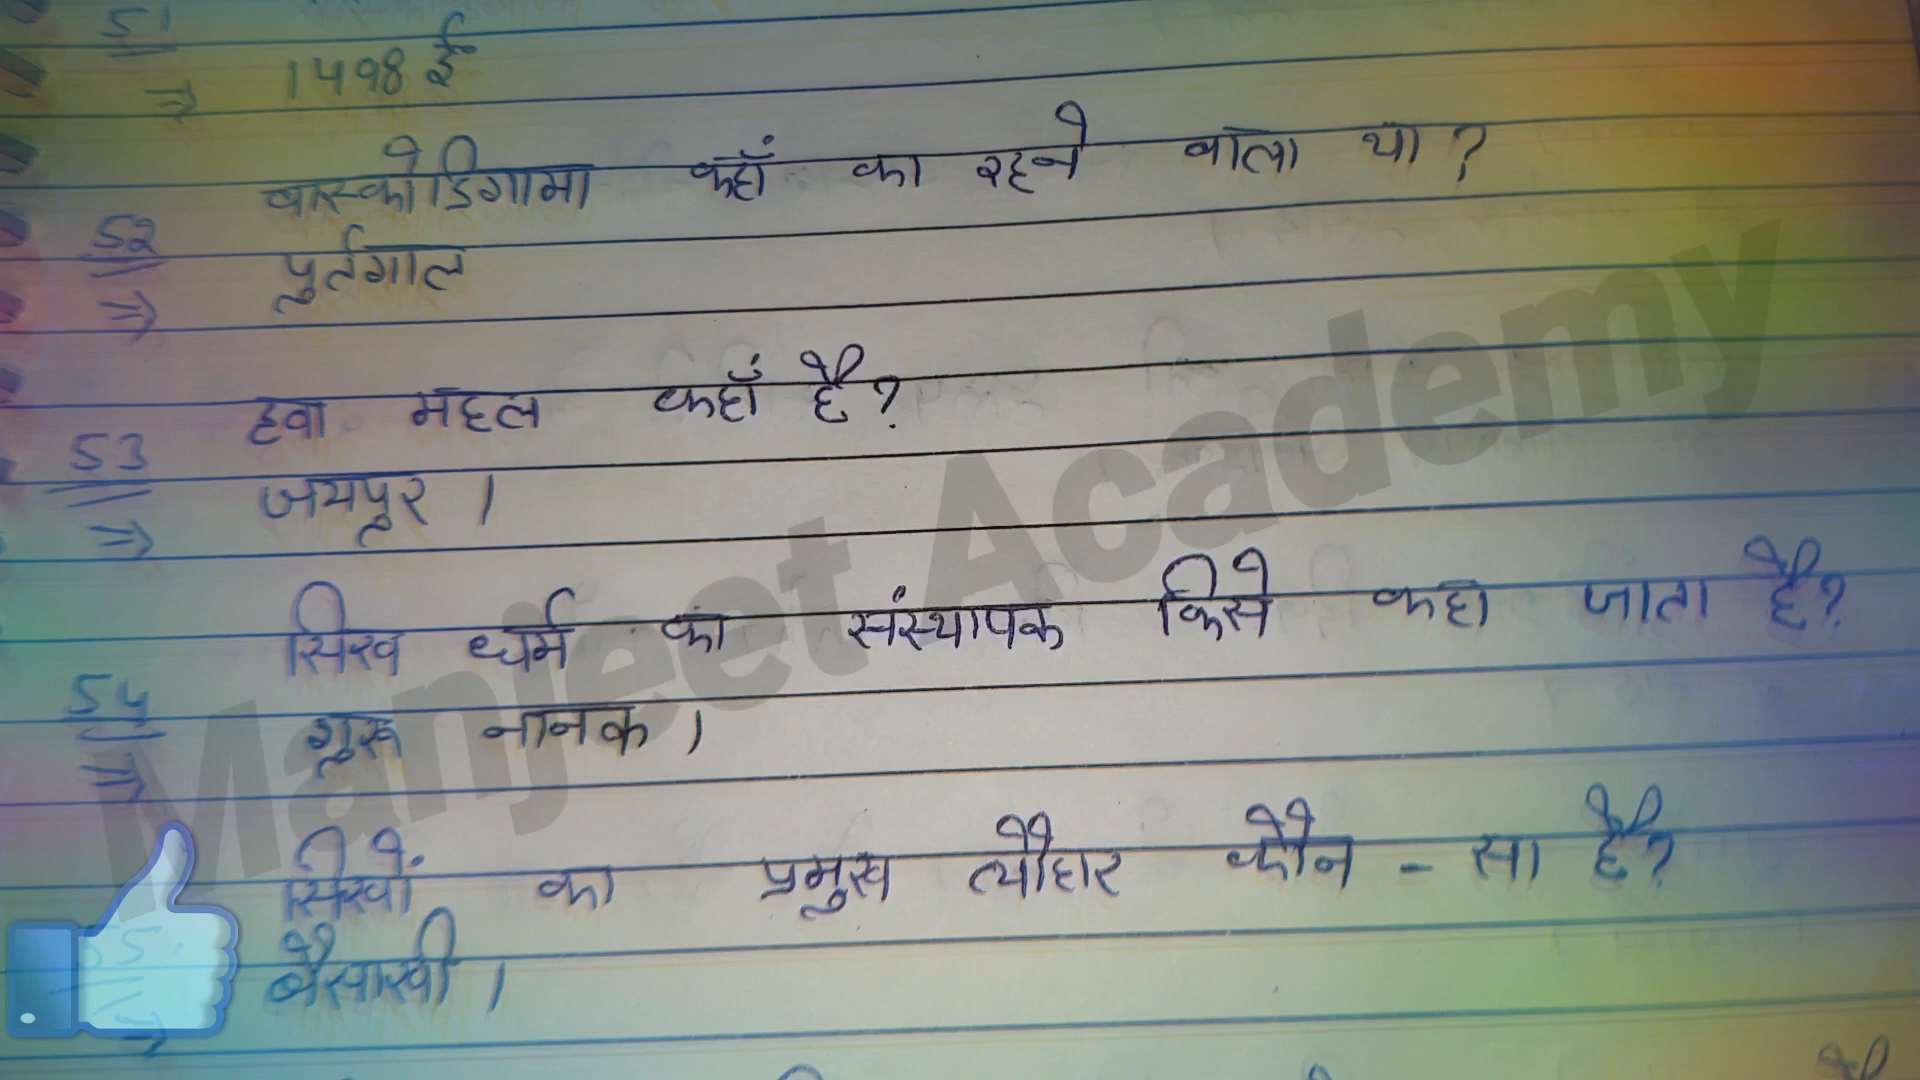 51
⇒ 1498 ई
52 वास्कोडिगामा कहाँ का रहने वाला था?
⇒ पुर्तगाल
53 हवा महल कहाँ है?
⇒ जयपुर।
54 सिख धर्म का संस्थापक किसे कहा जाता है?
⇒ गुरू नानक।
55. सिखों का प्रमुख त्यौहार कौन - सा है?
⇒ बैसाखी।
Manjeet Academy